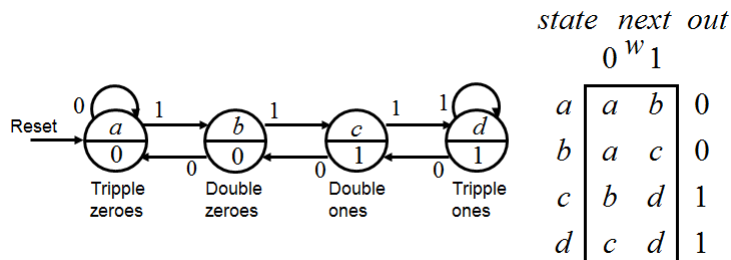 state next out
0 w 1
0 1 1 1 1
Reset a b c d
0 0 1 1
0 0 0
Tripple Double Double Tripple
zeroes zeroes ones ones
a a b 0
b a c 0
c b d 1
d c d 1